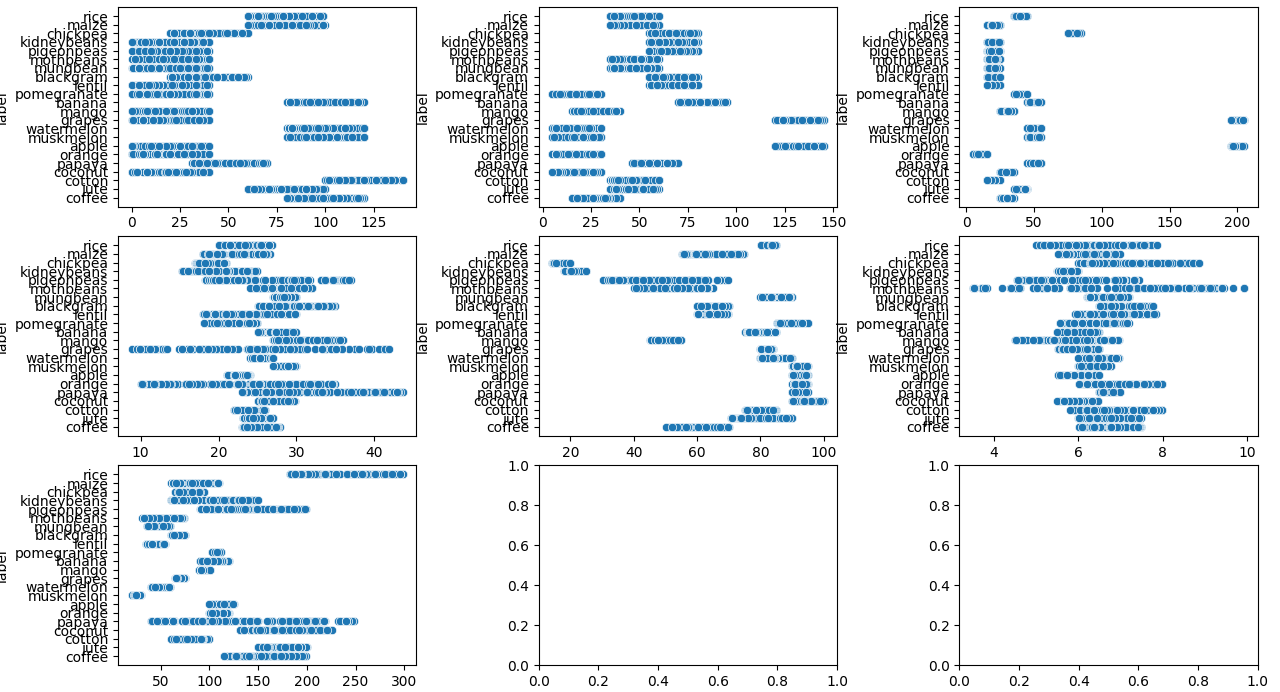 rice
maize
chickpea
kidneybeans
pigeonpeas
mothbeans
mungbean
blackgram
lentil
pomegranate
banana
mango
grapes
watermelon
muskmelon
apple
orange
papaya
coconut
cotton
jute
coffee
label
0 25 50 75 100 125
rice
maize
chickpea
kidneybeans
pigeonpeas
mothbeans
mungbean
blackgram
lentil
pomegranate
banana
mango
grapes
watermelon
muskmelon
apple
orange
papaya
coconut
cotton
jute
coffee
label
0 25 50 75 100 125 150
rice
maize
chickpea
kidneybeans
pigeonpeas
mothbeans
mungbean
blackgram
lentil
pomegranate
banana
mango
grapes
watermelon
muskmelon
apple
orange
papaya
coconut
cotton
jute
coffee
label
0 50 100 150 200
rice
maize
chickpea
kidneybeans
pigeonpeas
mothbeans
mungbean
blackgram
lentil
pomegranate
banana
mango
grapes
watermelon
muskmelon
apple
orange
papaya
coconut
cotton
jute
coffee
label
10 20 30 40
rice
maize
chickpea
kidneybeans
pigeonpeas
mothbeans
mungbean
blackgram
lentil
pomegranate
banana
mango
grapes
watermelon
muskmelon
apple
orange
papaya
coconut
cotton
jute
coffee
label
20 40 60 80 100
rice
maize
chickpea
kidneybeans
pigeonpeas
mothbeans
mungbean
blackgram
lentil
pomegranate
banana
mango
grapes
watermelon
muskmelon
apple
orange
papaya
coconut
cotton
jute
coffee
label
4 6 8 10
rice
maize
chickpea
kidneybeans
pigeonpeas
mothbeans
mungbean
blackgram
lentil
pomegranate
banana
mango
grapes
watermelon
muskmelon
apple
orange
papaya
coconut
cotton
jute
coffee
label
50 100 150 200 250 300
1.0
0.8
0.6
0.4
0.2
0.0
0.0 0.2 0.4 0.6 0.8 1.0
1.0
0.8
0.6
0.4
0.2
0.0
0.0 0.2 0.4 0.6 0.8 1.0